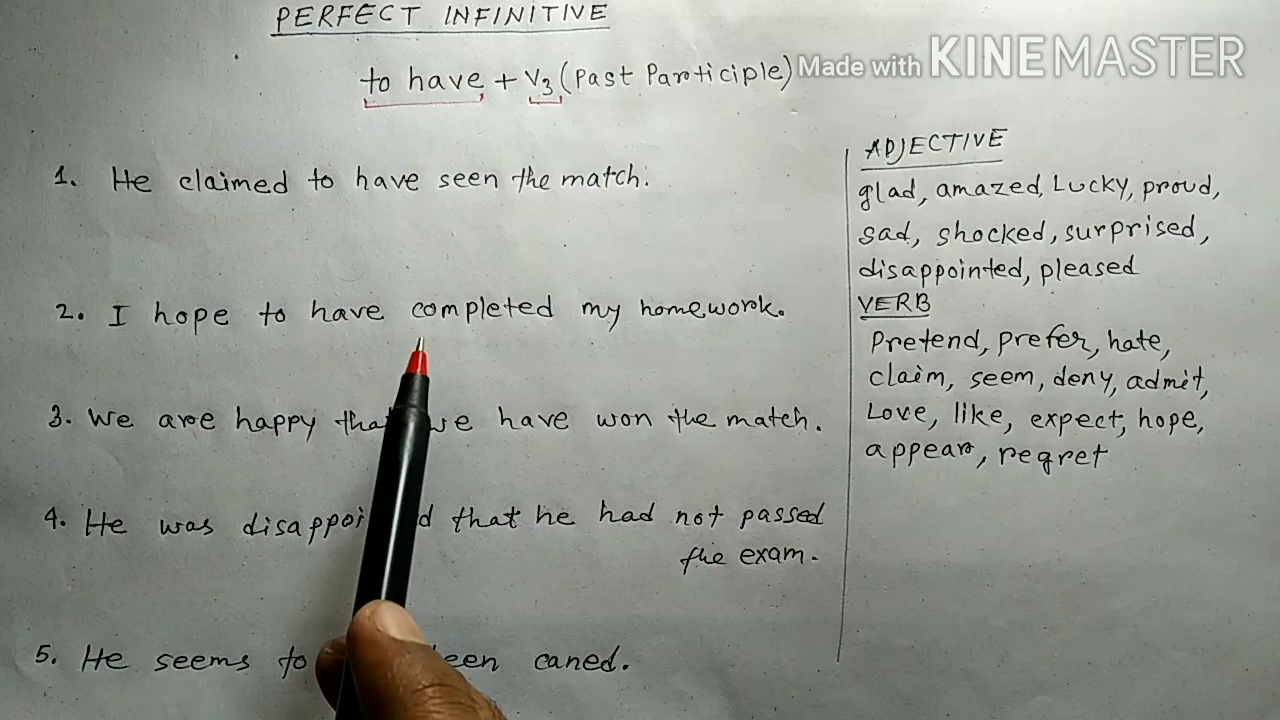 PERFECT INFINITIVE
to have + V3 (Past Participle)
Made with KINEMASTER
1. He claimed to have seen the match.
2. I hope to have completed my homework.
3. We are happy that we have won the match.
4. He was disappoi d that he had not passed
the exam.
5. He seems to een caned.
ADJECTIVE
glad, amazed, Lucky, proud,
sad, shocked, surprised,
disappointed, pleased
VERB
Pretend, prefer, hate,
claim, seem, deny, admit,
Love, like, expect, hope,
appear, regret